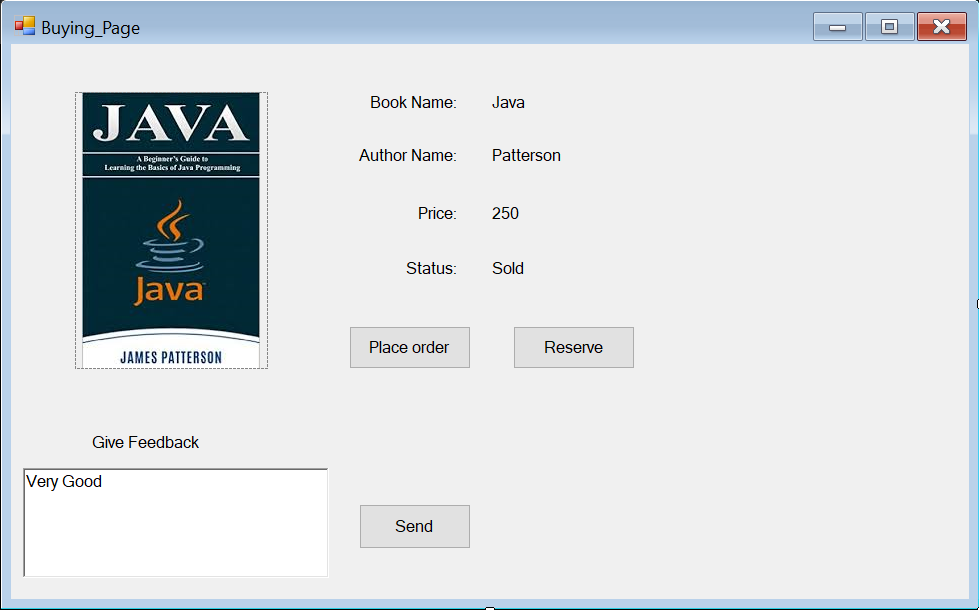 Buying_Page
JAVA
A Beginner's Guide to
Learning the Basics of Java Programming
Java
JAMES PATTERSON
Book Name: Java
Author Name: Patterson
Price: 250
Status: Sold
Place order Reserve
Give Feedback
Very Good
Send